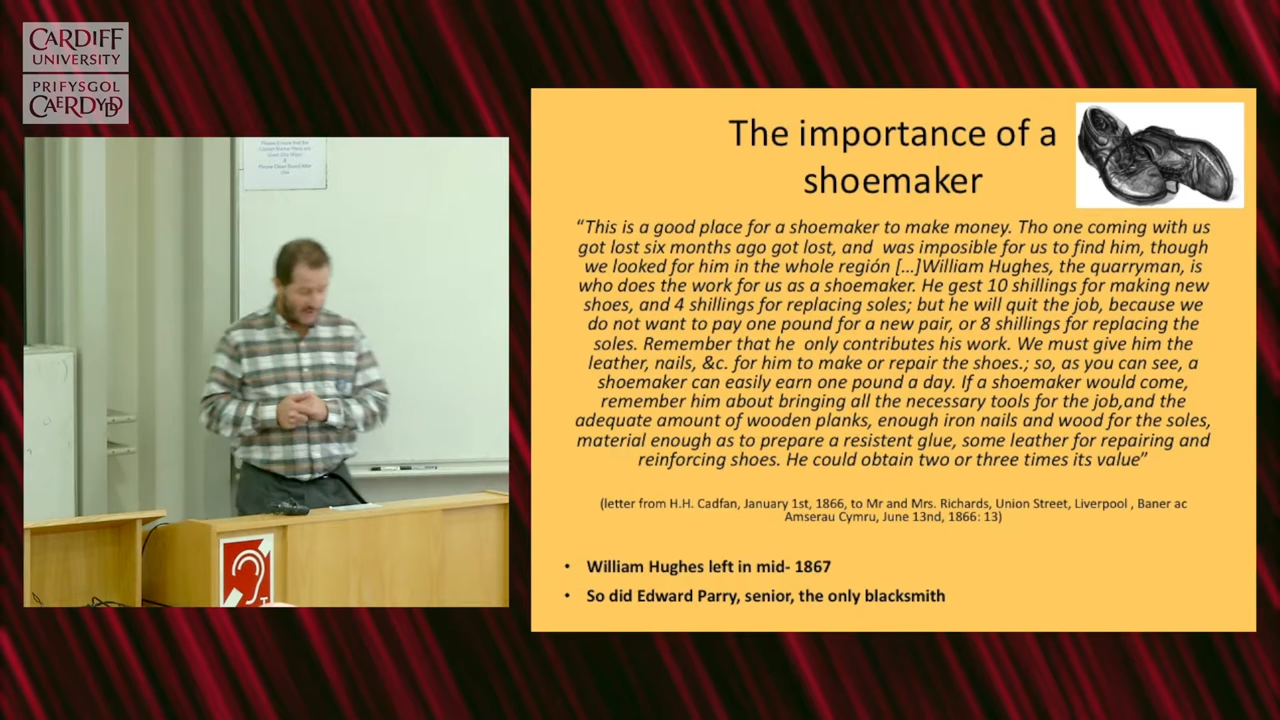 CARDIFF
UNIVERSITY
PRIFYSGOL
CAERDYDD
Please Clean Board After
Use
The importance of a
shoemaker
“This is a good place for a shoemaker to make money. Tho one coming with us
got lost six months ago got lost, and was imposible for us to find him, though
we looked for him in the whole región [...]William Hughes, the quarryman, is
who does the work for us as a shoemaker. He gest 10 shillings for making new
shoes, and 4 shillings for replacing soles; but he will quit the job, because we
do not want to pay one pound for a new pair, or 8 shillings for replacing the
soles. Remember that he only contributes his work. We must give him the
leather, nails, &c. for him to make or repair the shoes.; so, as you can see, a
shoemaker can easily earn one pound a day. If a shoemaker would come,
remember him about bringing all the necessary tools for the job,and the
adequate amount of wooden planks, enough iron nails and wood for the soles,
material enough as to prepare a resistent glue, some leather for repairing and
reinforcing shoes. He could obtain two or three times its value”
(letter from H.H. Cadfan, January 1st, 1866, to Mr and Mrs. Richards, Union Street, Liverpool , Baner ac
Amserau Cymru, June 13nd, 1866: 13)
• William Hughes left in mid- 1867
• So did Edward Parry, senior, the only blacksmith
T